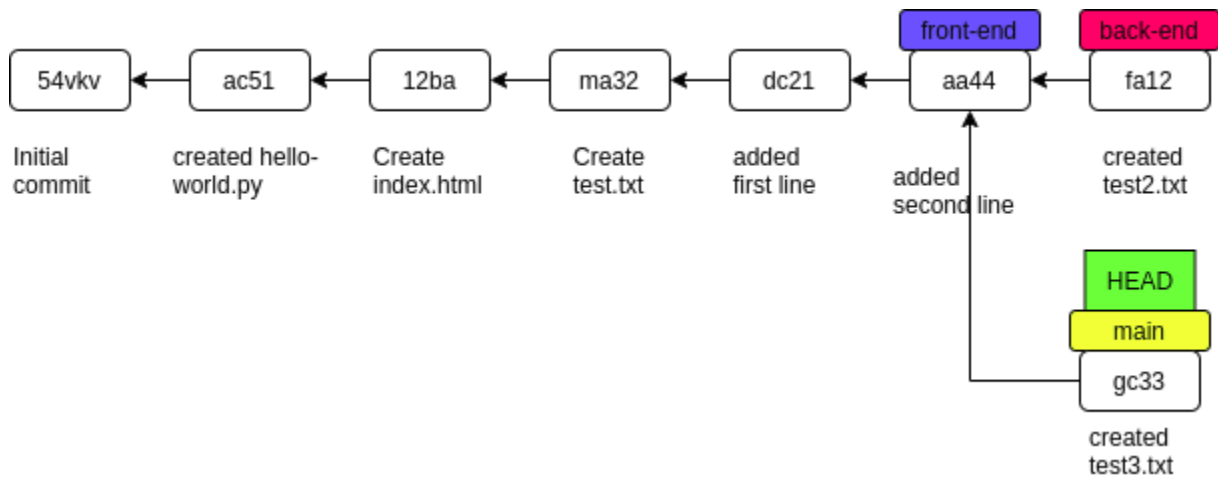 front-end
back-end
54vkv
ac51
12ba
ma32
dc21
aa44
fa12
Initial
commit
created hello-
world.py
Create
index.html
Create
test.txt
added
first line
added
second line
created
test2.txt
HEAD
main
gc33
created
test3.txt